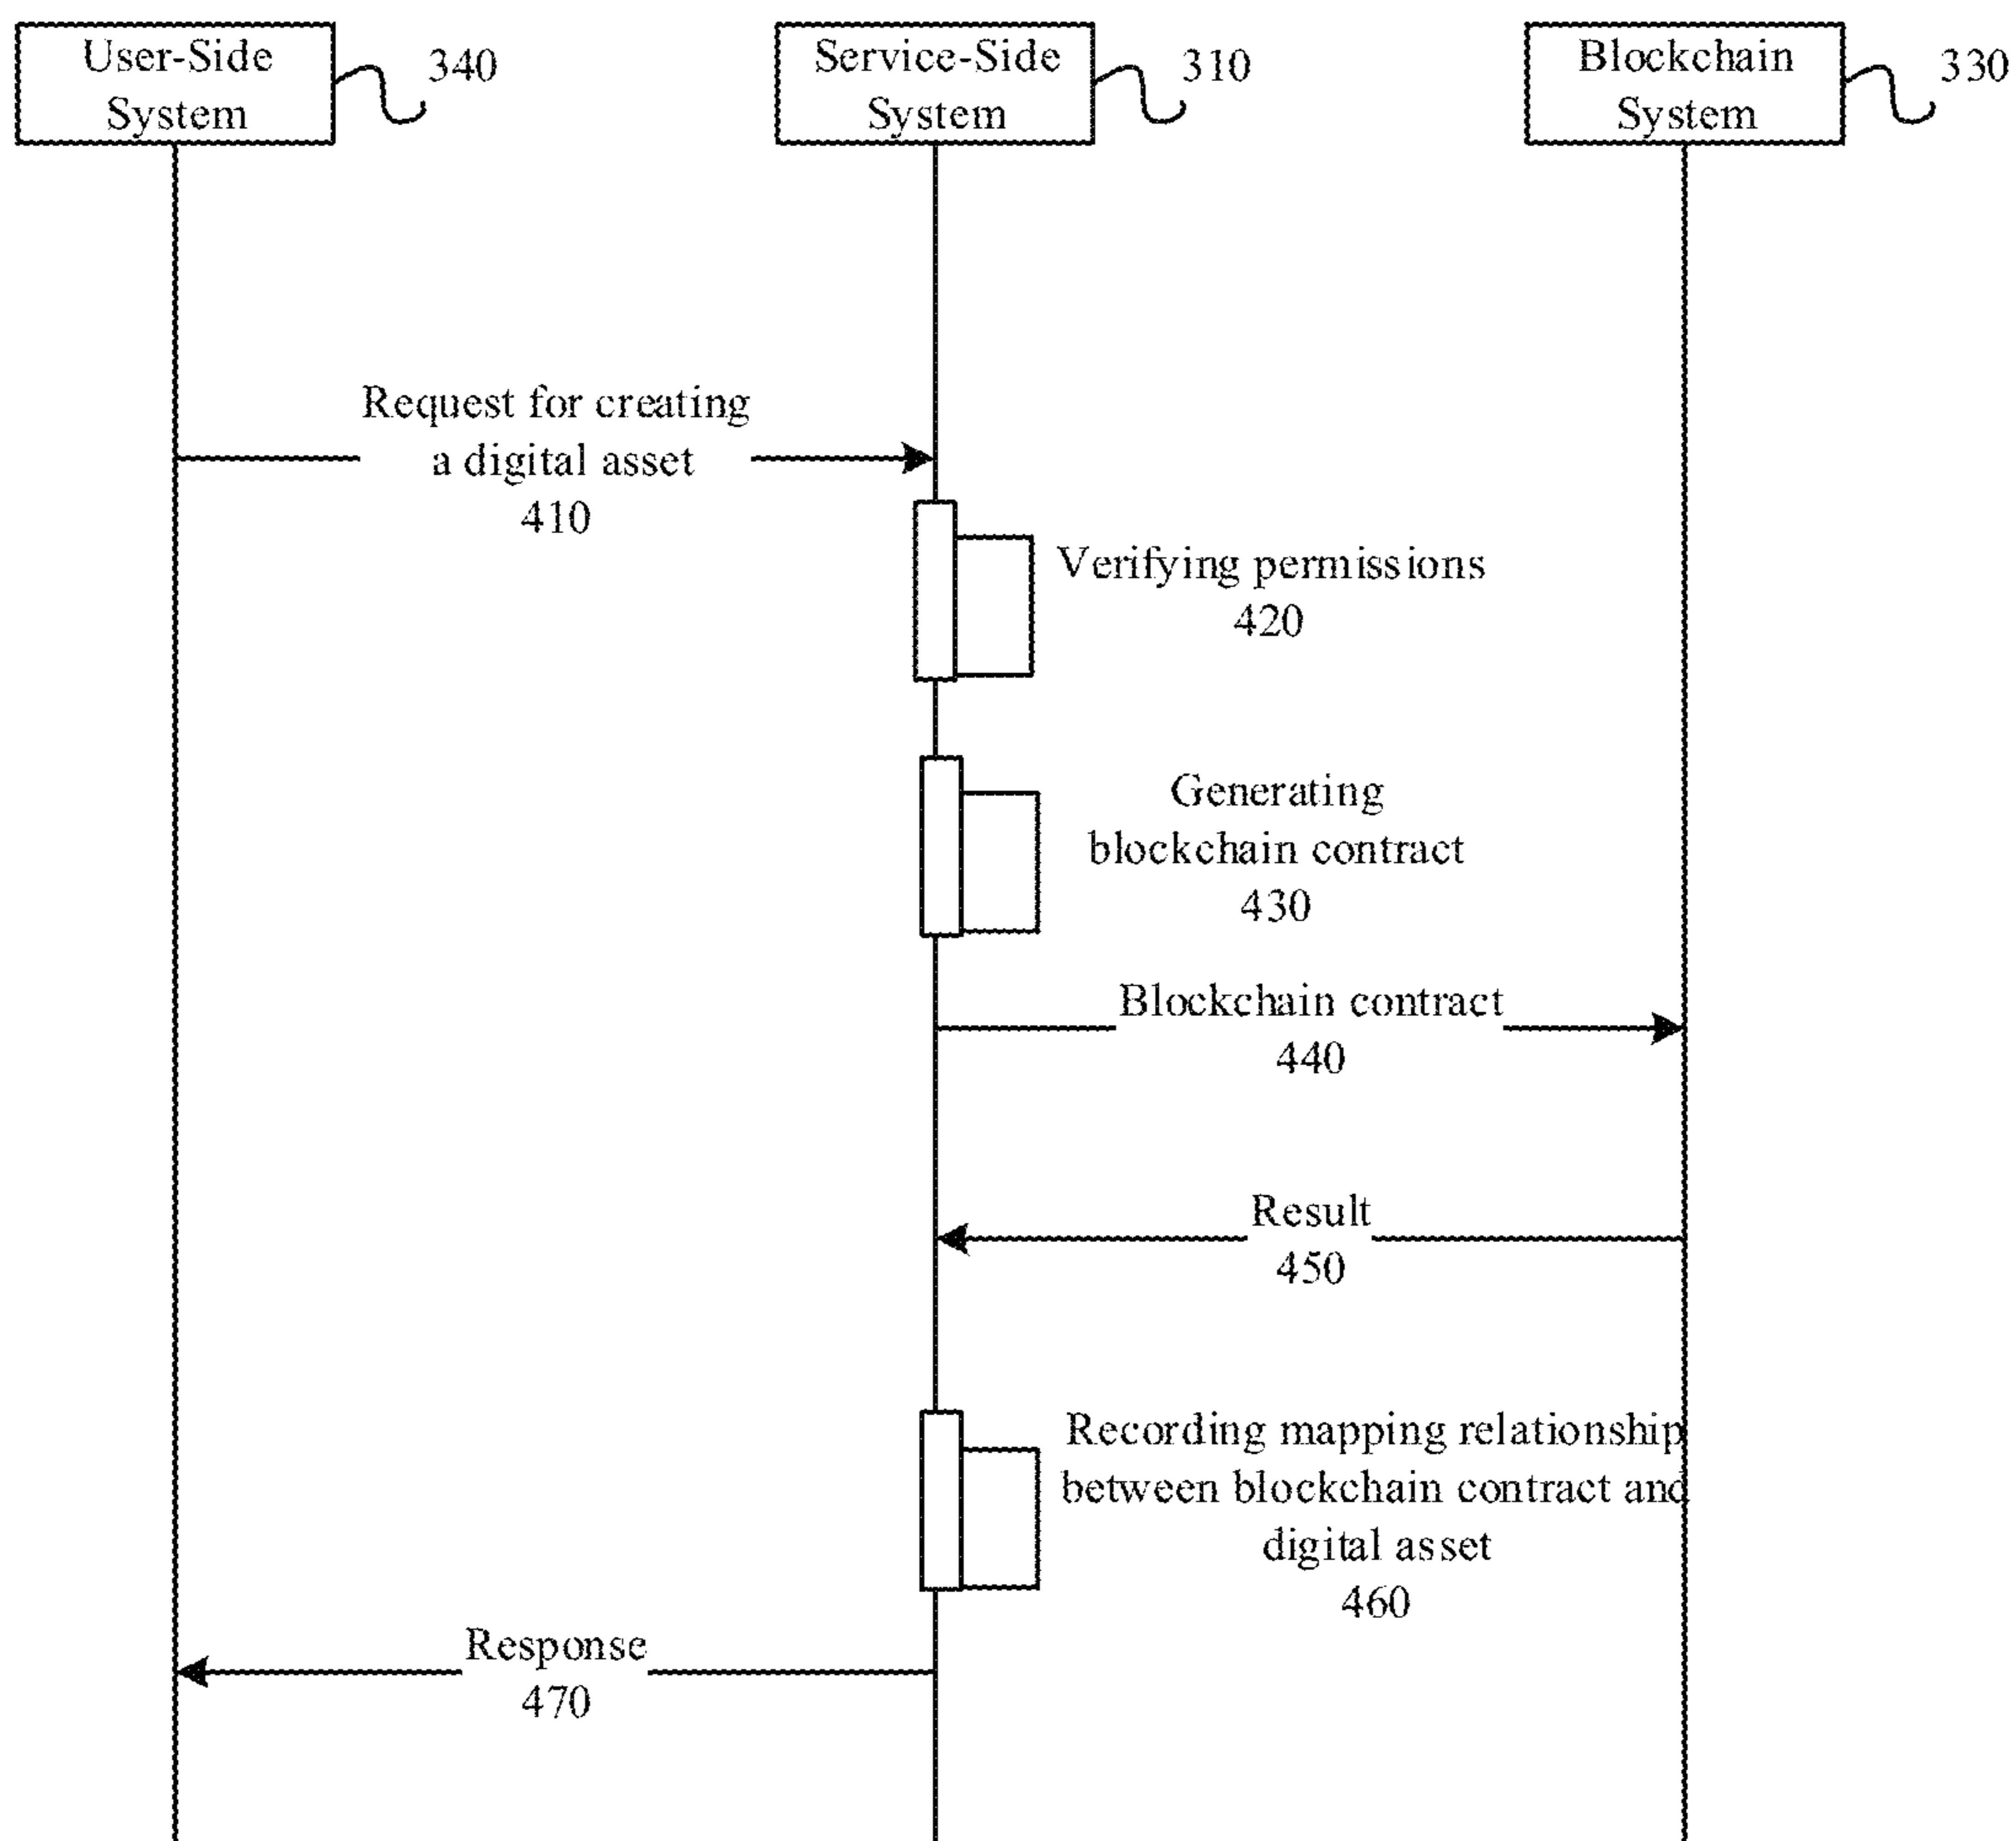 User-Side
System
340
Service-Side
System
310
Blockchain
System
330
Request for creating
a digital asset
410
Verifying permissions
420
Generating
blockchain contract
430
Blockchain contract
440
Result
450
Recording mapping relationship
between blockchain contract and
digital asset
460
Response
470